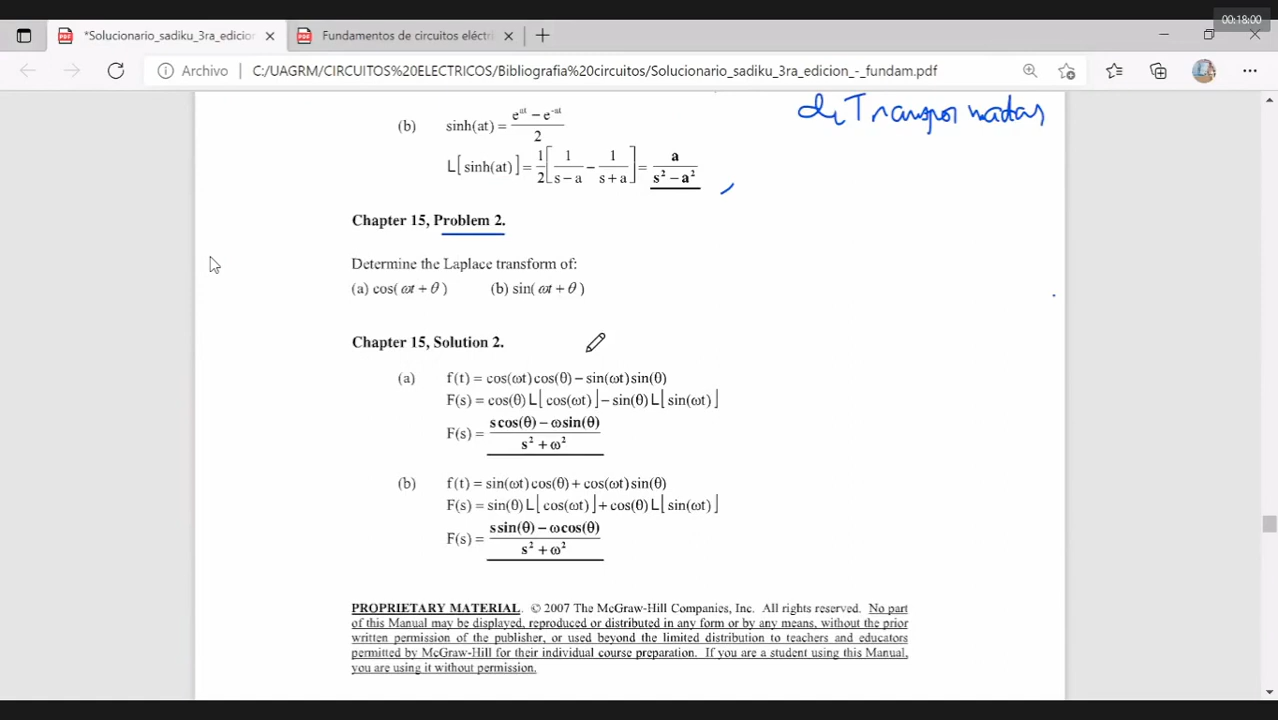 00:18:00
*Solucionario_sadiku_3ra_edicion
Fundamentos de circuitos eléctri
Archivo C:/UAGRM/CIRCUITOS%20ELECTRICOS/Bibliografia%20circuitos/Solucionario_sadiku_3ra_edicion_-_fundam.pdf
(b) sinh(at) = (e^at − e^-at)/2
L[sinh(at)] = 1/2[1/(s − a) − 1/(s + a)] = a/(s² − a²)
Chapter 15, Problem 2.
Determine the Laplace transform of:
(a) cos( ωt + θ ) (b) sin( ωt + θ )
Chapter 15, Solution 2.
(a) f(t) = cos(ωt)cos(θ) − sin(ωt)sin(θ)
F(s) = cos(θ) L[cos(ωt)] − sin(θ) L[sin(ωt)]
F(s) = (s cos(θ) − ω sin(θ))/(s² + ω²)
(b) f(t) = sin(ωt)cos(θ) + cos(ωt)sin(θ)
F(s) = sin(θ) L[cos(ωt)] + cos(θ) L[sin(ωt)]
F(s) = (s sin(θ) − ω cos(θ))/(s² + ω²)
PROPRIETARY MATERIAL. © 2007 The McGraw-Hill Companies, Inc. All rights reserved. No part
of this Manual may be displayed, reproduced or distributed in any form or by any means, without the prior
written permission of the publisher, or used beyond the limited distribution to teachers and educators
permitted by McGraw-Hill for their individual course preparation. If you are a student using this Manual,
you are using it without permission.